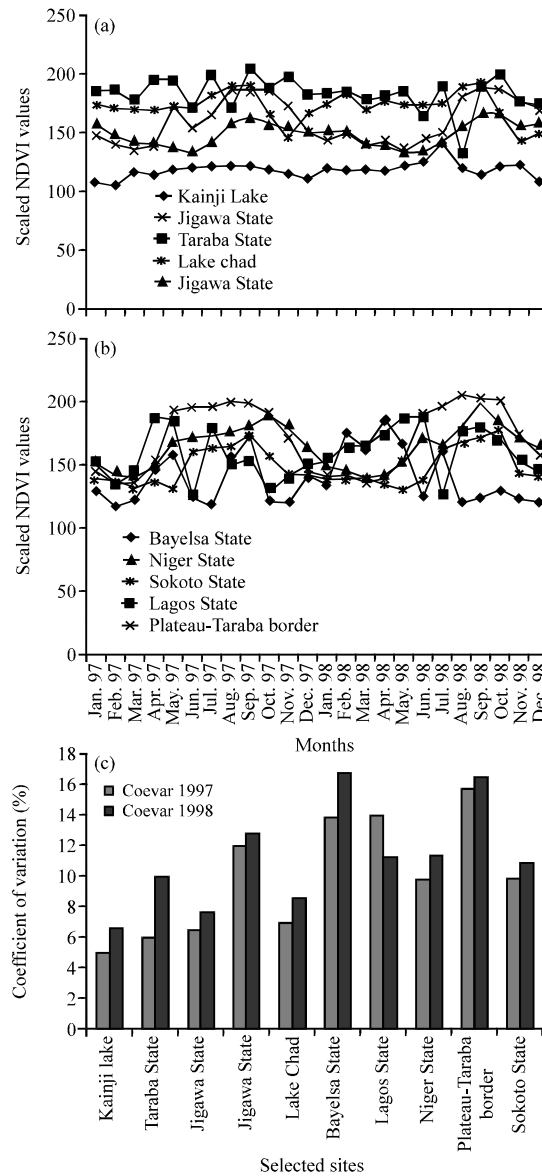 (a)
250
200
150
100
50
0
Scaled NDVI values
Kainji Lake
Jigawa State
Taraba State
Lake chad
Jigawa State
(b)
250
200
150
100
50
0
Scaled NDVI values
Bayelsa State
Niger State
Sokoto State
Lagos State
Plateau-Taraba border
Jan. 97
Feb. 97
Mar. 97
Apr. 97
May. 97
Jun. 97
Jul. 97
Aug. 97
Sep. 97
Oct. 97
Nov. 97
Dec. 97
Jan. 98
Feb. 98
Mar. 98
Apr. 98
May. 98
Jun. 98
Jul. 98
Aug. 98
Sep. 98
Oct. 98
Nov. 98
Dec. 98
Months
(c)
18
16
14
12
10
8
6
4
2
0
Coefficient of variation (%)
Coevar 1997
Coevar 1998
Kainji lake
Taraba State
Jigawa State
Jigawa State
Lake Chad
Bayelsa State
Lagos State
Niger State
Plateau-Taraba
border
Sokoto State
Selected sites